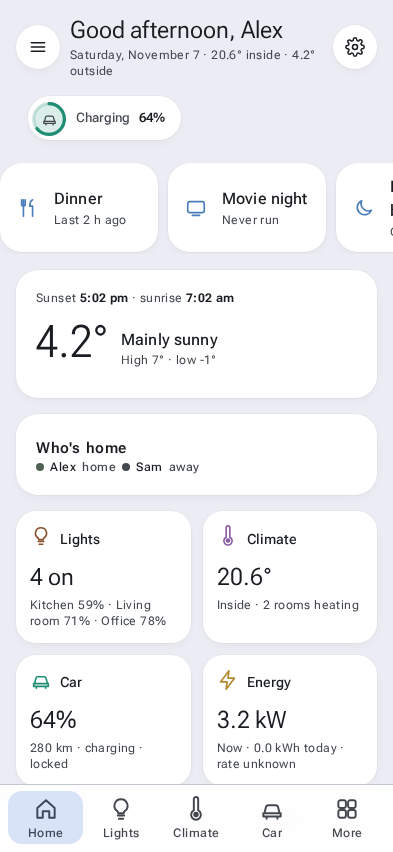 Good afternoon, Alex
Saturday, November 7 · 20.6° inside · 4.2°
outside
Charging 64%
Dinner
Last 2 h ago
Movie night
Never run
Sunset 5:02 pm · sunrise 7:02 am
4.2°
Mainly sunny
High 7° · low -1°
Who's home
Alex home Sam away
Lights
4 on
Kitchen 59% · Living
room 71% · Office 78%
Climate
20.6°
Inside · 2 rooms heating
Car
64%
280 km · charging ·
locked
Energy
3.2 kW
Now · 0.0 kWh today ·
rate unknown
Home
Lights
Climate
Car
More